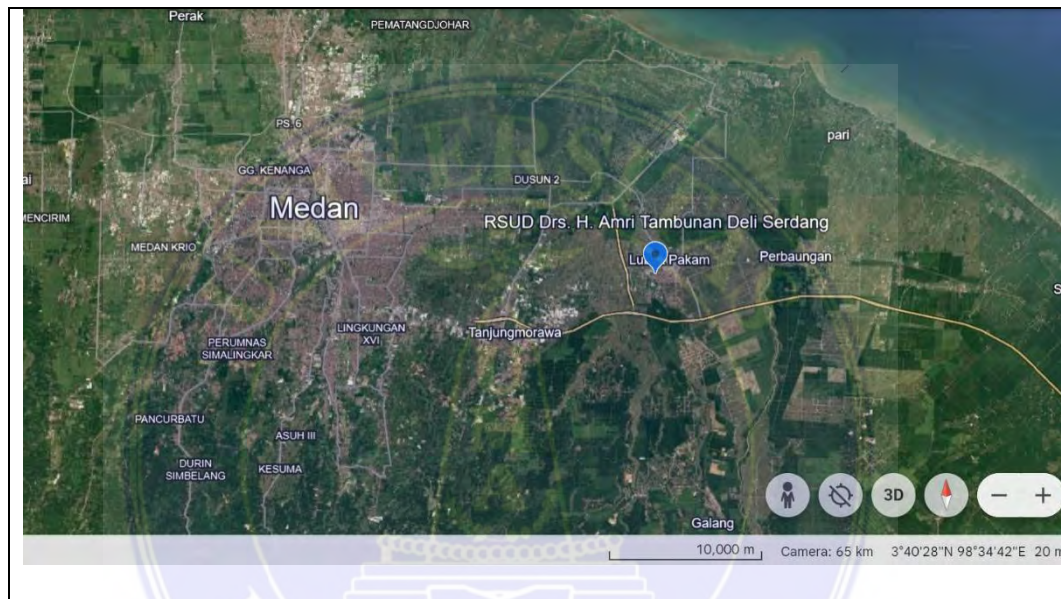 Perak
PEMATANGDJOHAR
PS. 6
pari
GG. KENANGA
DUSUN 2
ai
Medan
MENCIRIM
RSUD Drs. H. Amri Tambunan Deli Serdang
MEDAN KRIO
Pakam
Perbaungan
S
LINGKUNGAN
XVI
Tanjungmorawa
PERUMNAS
SIMALINGKAR
PANCURBATU
ASUH III
DURIN
SIMBELANG
KESUMA
3D
Galang
10,000 m
Camera: 65 km
3°40'28"N 98°34'42"E
20 m